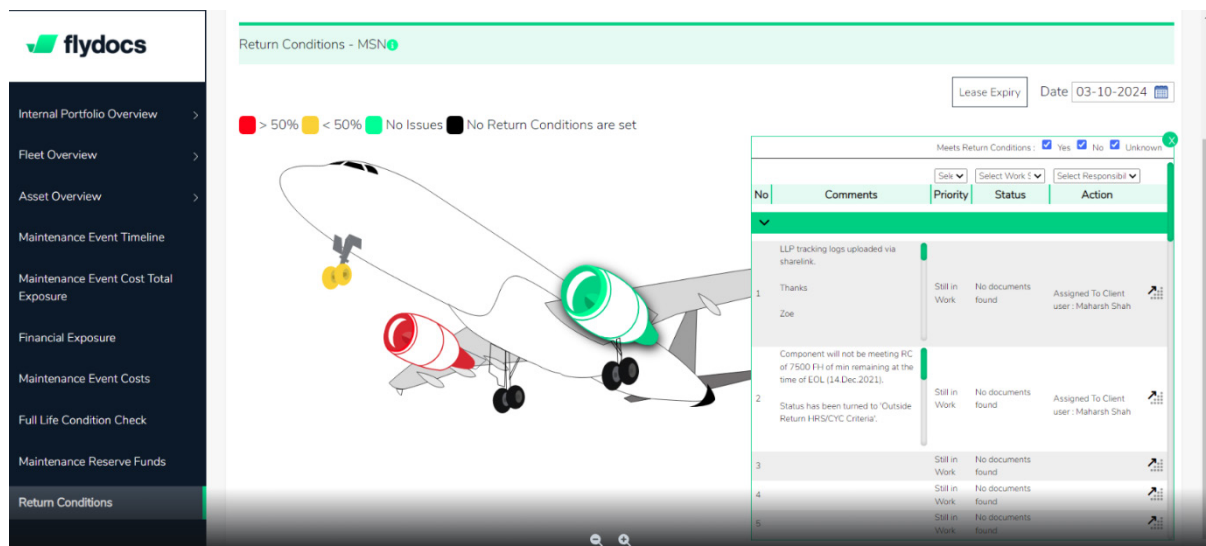 flydocs
Internal Portfolio Overview
Fleet Overview
Asset Overview
Maintenance Event Timeline
Maintenance Event Cost Total
Exposure
Financial Exposure
Maintenance Event Costs
Full Life Condition Check
Maintenance Reserve Funds
Return Conditions
Return Conditions - MSN
Lease Expiry Date 03-10-2024
> 50% < 50% No Issues No Return Conditions are set
X
Meets Return Conditions : Yes No Unknown
Sele Select Work S Select Responsibil
No Comments Priority Status Action
LLP tracking logs uploaded via
sharelink.
Thanks
Zoe
1 Still in Work No documents found Assigned To Client user : Maharsh Shah
Component will not be meeting RC
of 7500 FH of min remaining at the
time of EOL (14.Dec.2021).
Status has been turned to 'Outside
Return HRS/CYC Criteria'.
2 Still in Work No documents found Assigned To Client user : Maharsh Shah
3 Still in Work No documents found
4 Still in Work No documents found
5 Still in Work No documents found